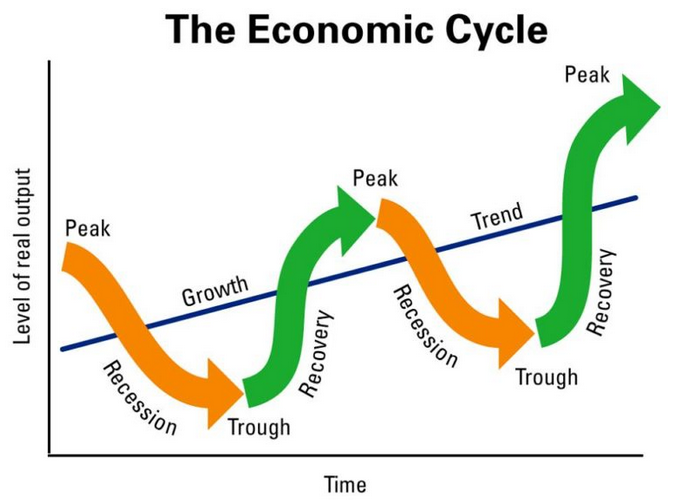 The Economic Cycle
Peak
Peak
Peak
Trend
Growth
Recession
Recovery
Recession
Recovery
Trough
Trough
Level of real output
Time